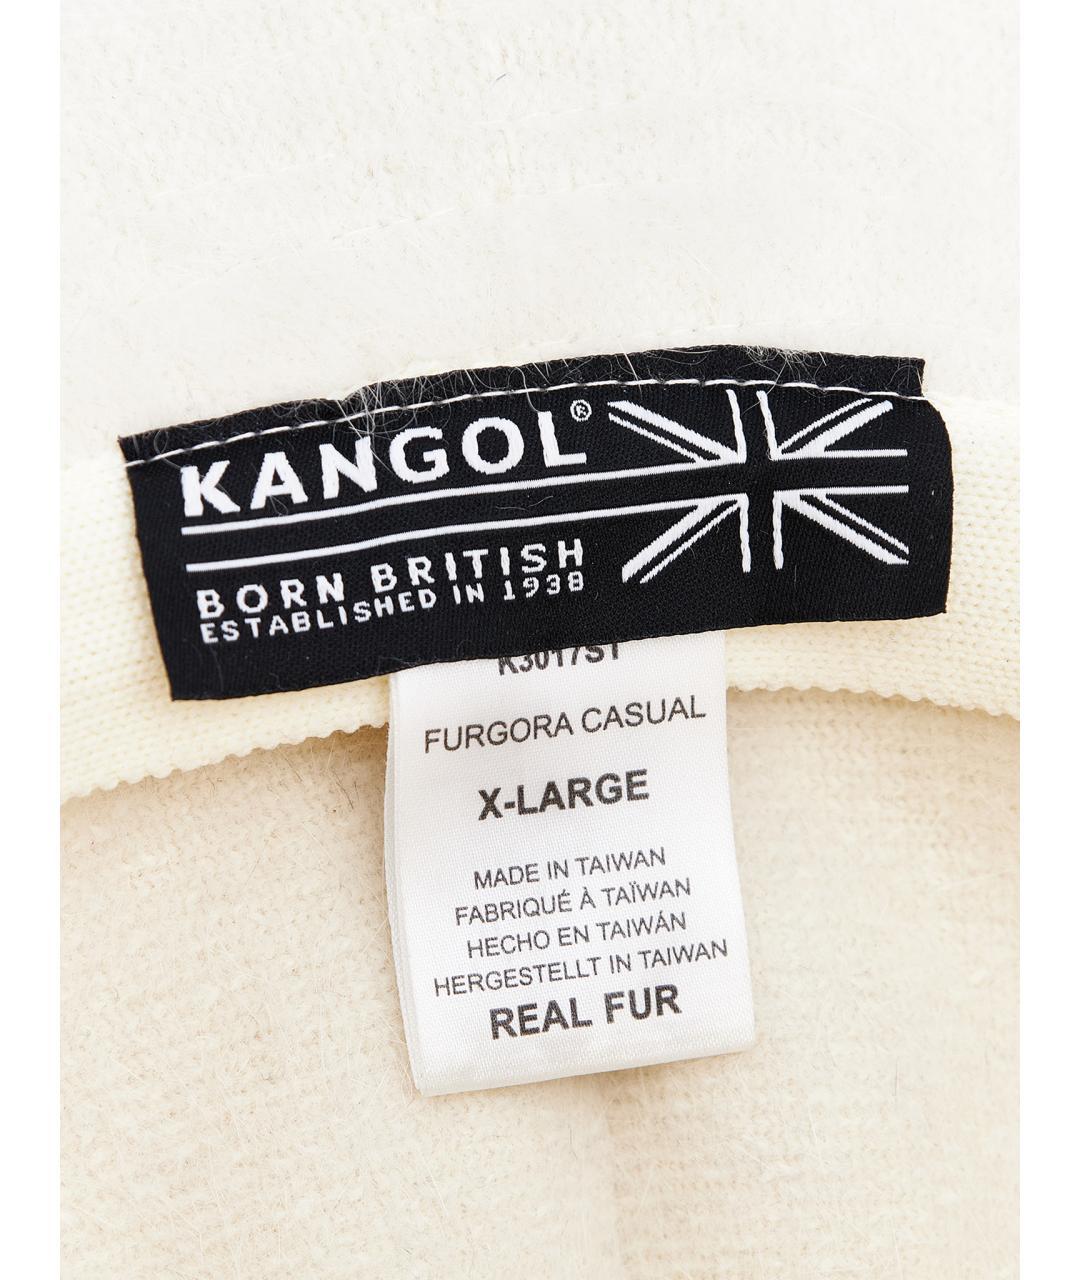 KANGOL®
BORN BRITISH
ESTABLISHED IN 1938
K3017ST
FURGORA CASUAL
X-LARGE
MADE IN TAIWAN
FABRIQUÉ À TAÏWAN
HECHO EN TAIWÁN
HERGESTELLT IN TAIWAN
REAL FUR